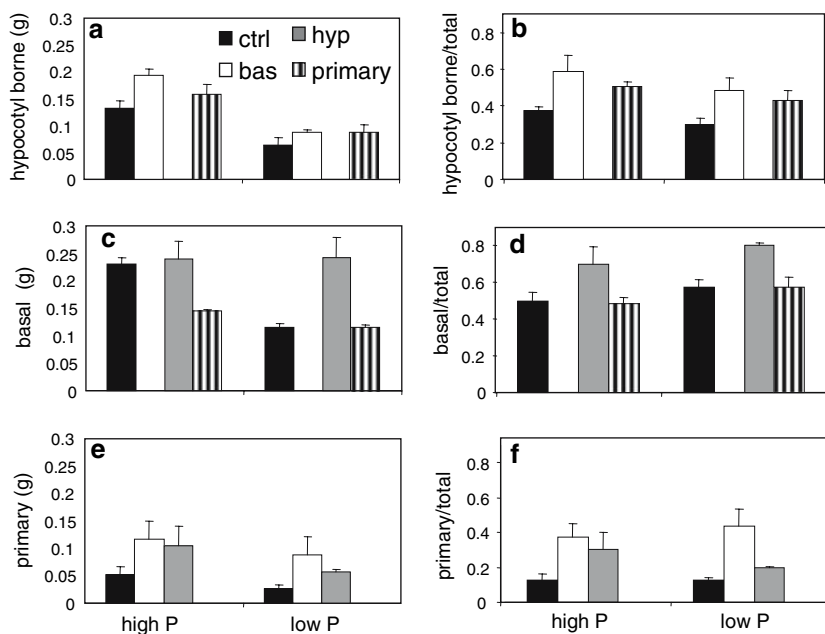 a
ctrl
hyp
bas
primary
hypocotyl borne (g)
0.3
0.25
0.2
0.15
0.1
0.05
0
b
hypocotyl borne/total
0.8
0.6
0.4
0.2
0
c
basal (g)
0.3
0.25
0.2
0.15
0.1
0.05
0
d
basal/total
0.8
0.6
0.4
0.2
0
e
primary (g)
0.3
0.25
0.2
0.15
0.1
0.05
0
high P
low P
f
primary/total
0.8
0.6
0.4
0.2
0
high P
low P